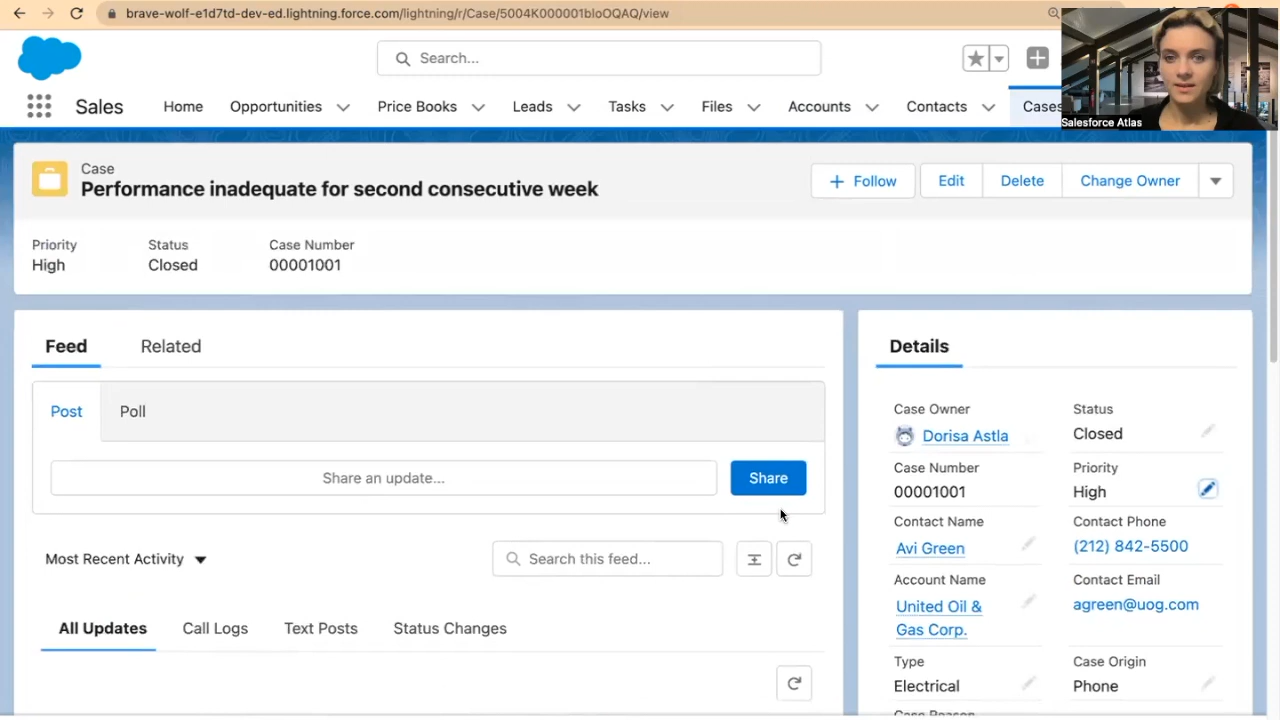 brave-wolf-e1d7td-dev-ed.lightning.force.com/lightning/r/Case/5004K000001bloOQAQ/view
Search...
Salesforce Atlas
Sales Home Opportunities Price Books Leads Tasks Files Accounts Contacts Cases
Case
Performance inadequate for second consecutive week
Follow Edit Delete Change Owner
Priority Status Case Number
High Closed 00001001
Feed Related
Post Poll
Share an update... Share
Most Recent Activity Search this feed...
All Updates Call Logs Text Posts Status Changes
Details
Case Owner Status
Dorisa Astla Closed
Case Number Priority
00001001 High
Contact Name Contact Phone
Avi Green (212) 842-5500
Account Name Contact Email
United Oil & agreen@uog.com
Gas Corp.
Type Case Origin
Electrical Phone
Case Reason